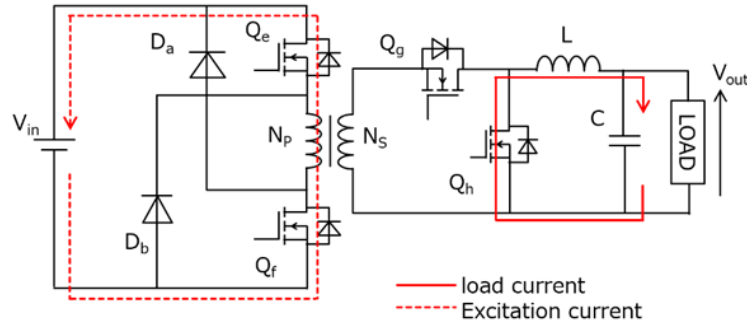 Qe
Da
Qg
L
Vout
Vin
NP
NS
C
LOAD
Qh
Db
Qf
load current
Excitation current